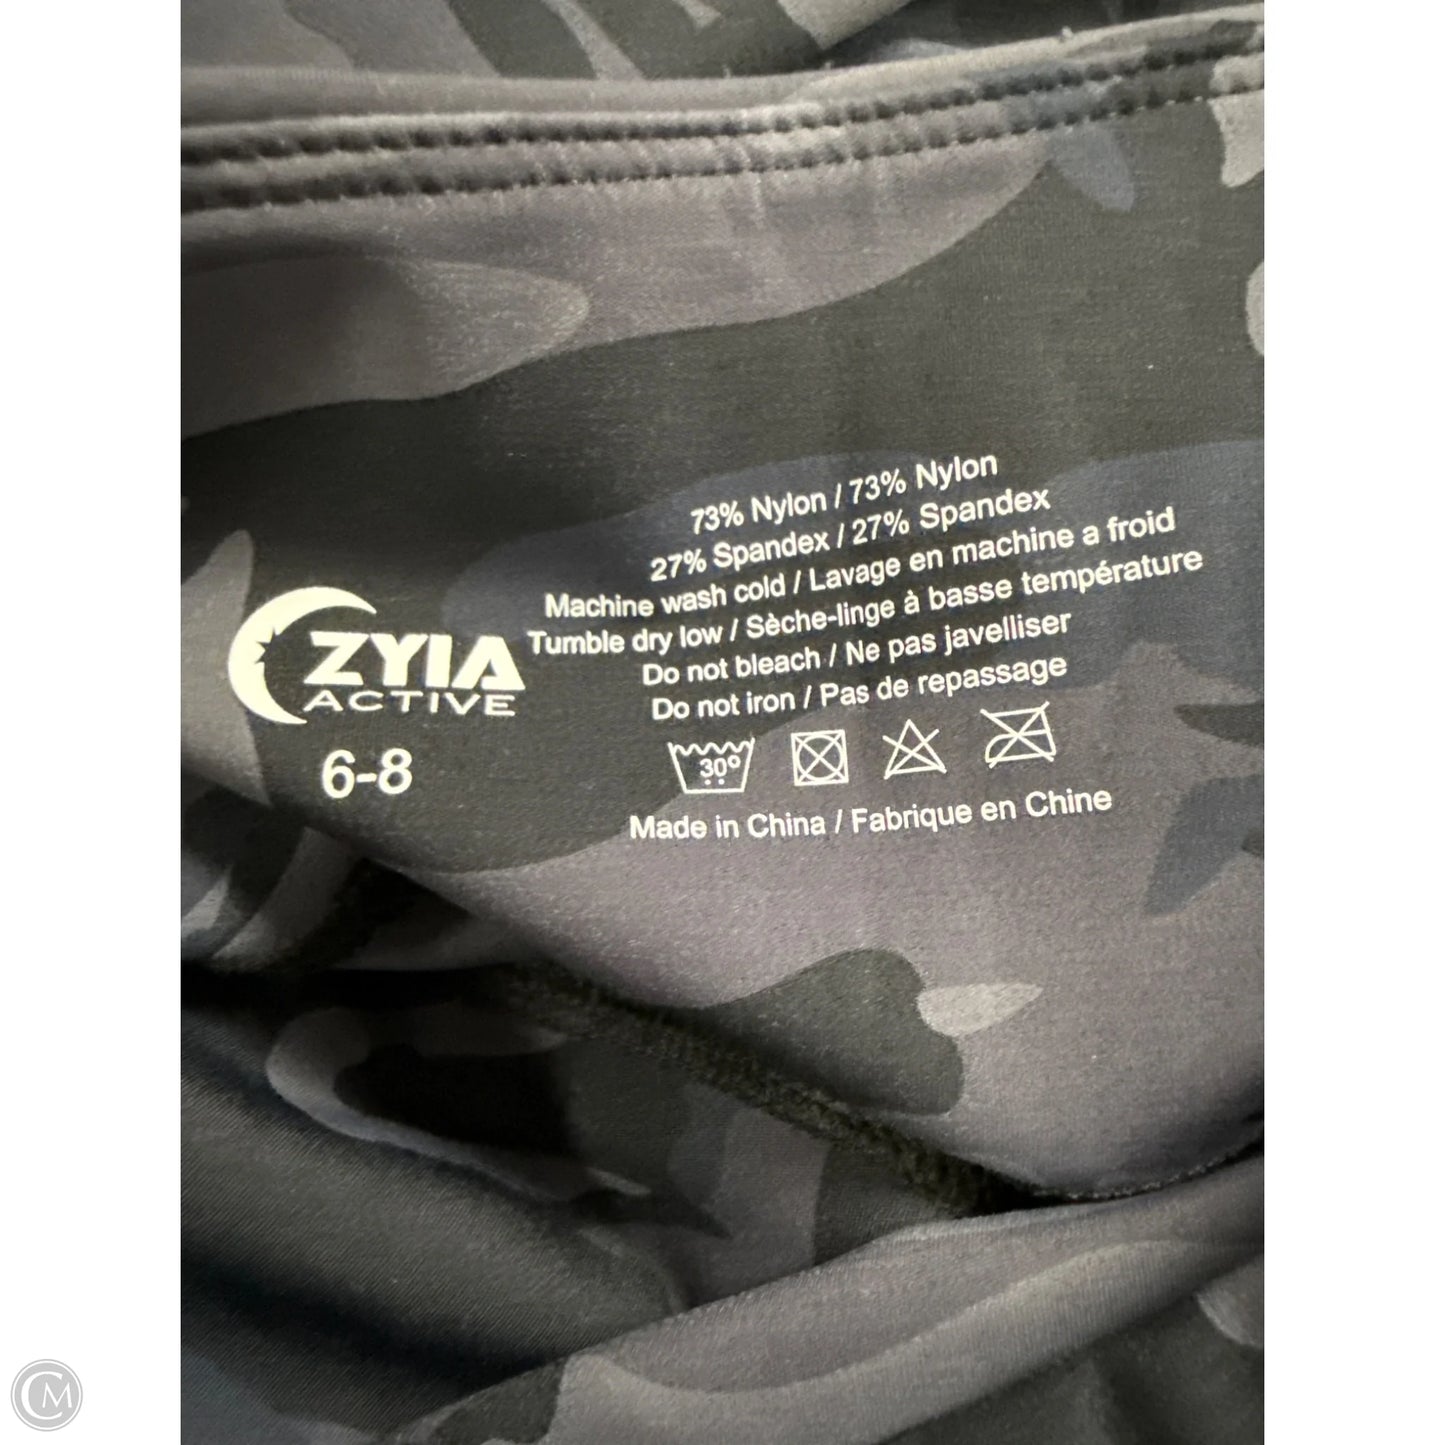 73% Nylon / 73% Nylon
27% Spandex / 27% Spandex
Machine wash cold / Lavage en machine a froid
Tumble dry low / Sèche-linge à basse température
Do not bleach / Ne pas javelliser
Do not iron / Pas de repassage
30°
Made in China / Fabrique en Chine
ZYIA
ACTIVE
6-8
CM